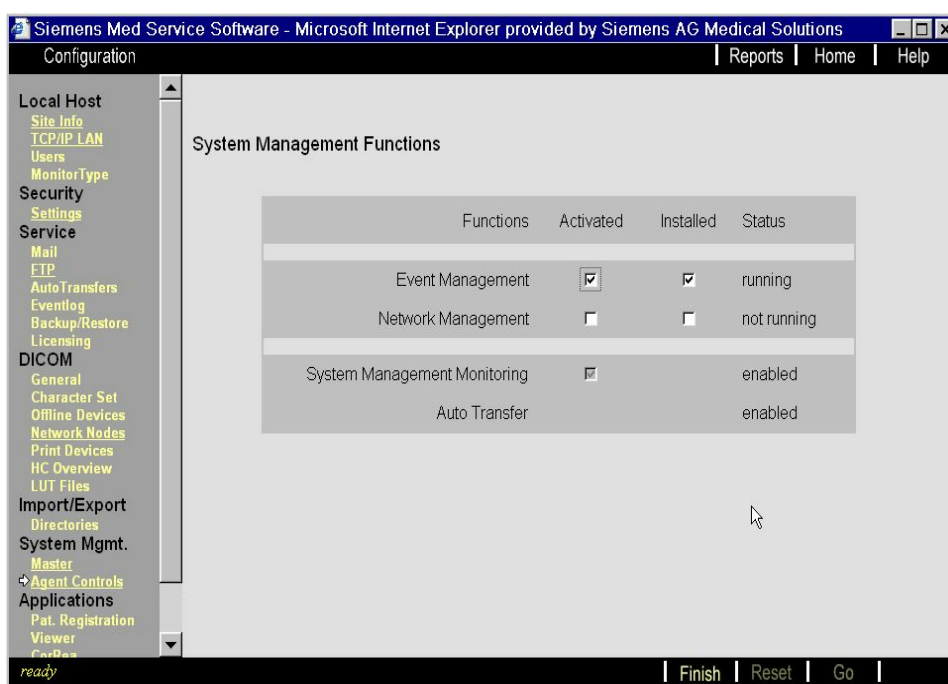 Siemens Med Service Software - Microsoft Internet Explorer provided by Siemens AG Medical Solutions
Configuration
Reports
Home
Help
Local Host
Site Info
TCP/IP LAN
Users
MonitorType
Security
Settings
Service
Mail
FTP
AutoTransfers
Eventlog
Backup/Restore
Licensing
DICOM
General
Character Set
Offline Devices
Network Nodes
Print Devices
HC Overview
LUT Files
Import/Export
Directories
System Mgmt.
Master
Agent Controls
Applications
Pat. Registration
Viewer
System Management Functions
Functions Activated Installed Status
Event Management running
Network Management not running
System Management Monitoring enabled
Auto Transfer enabled
ready
Finish
Reset
Go